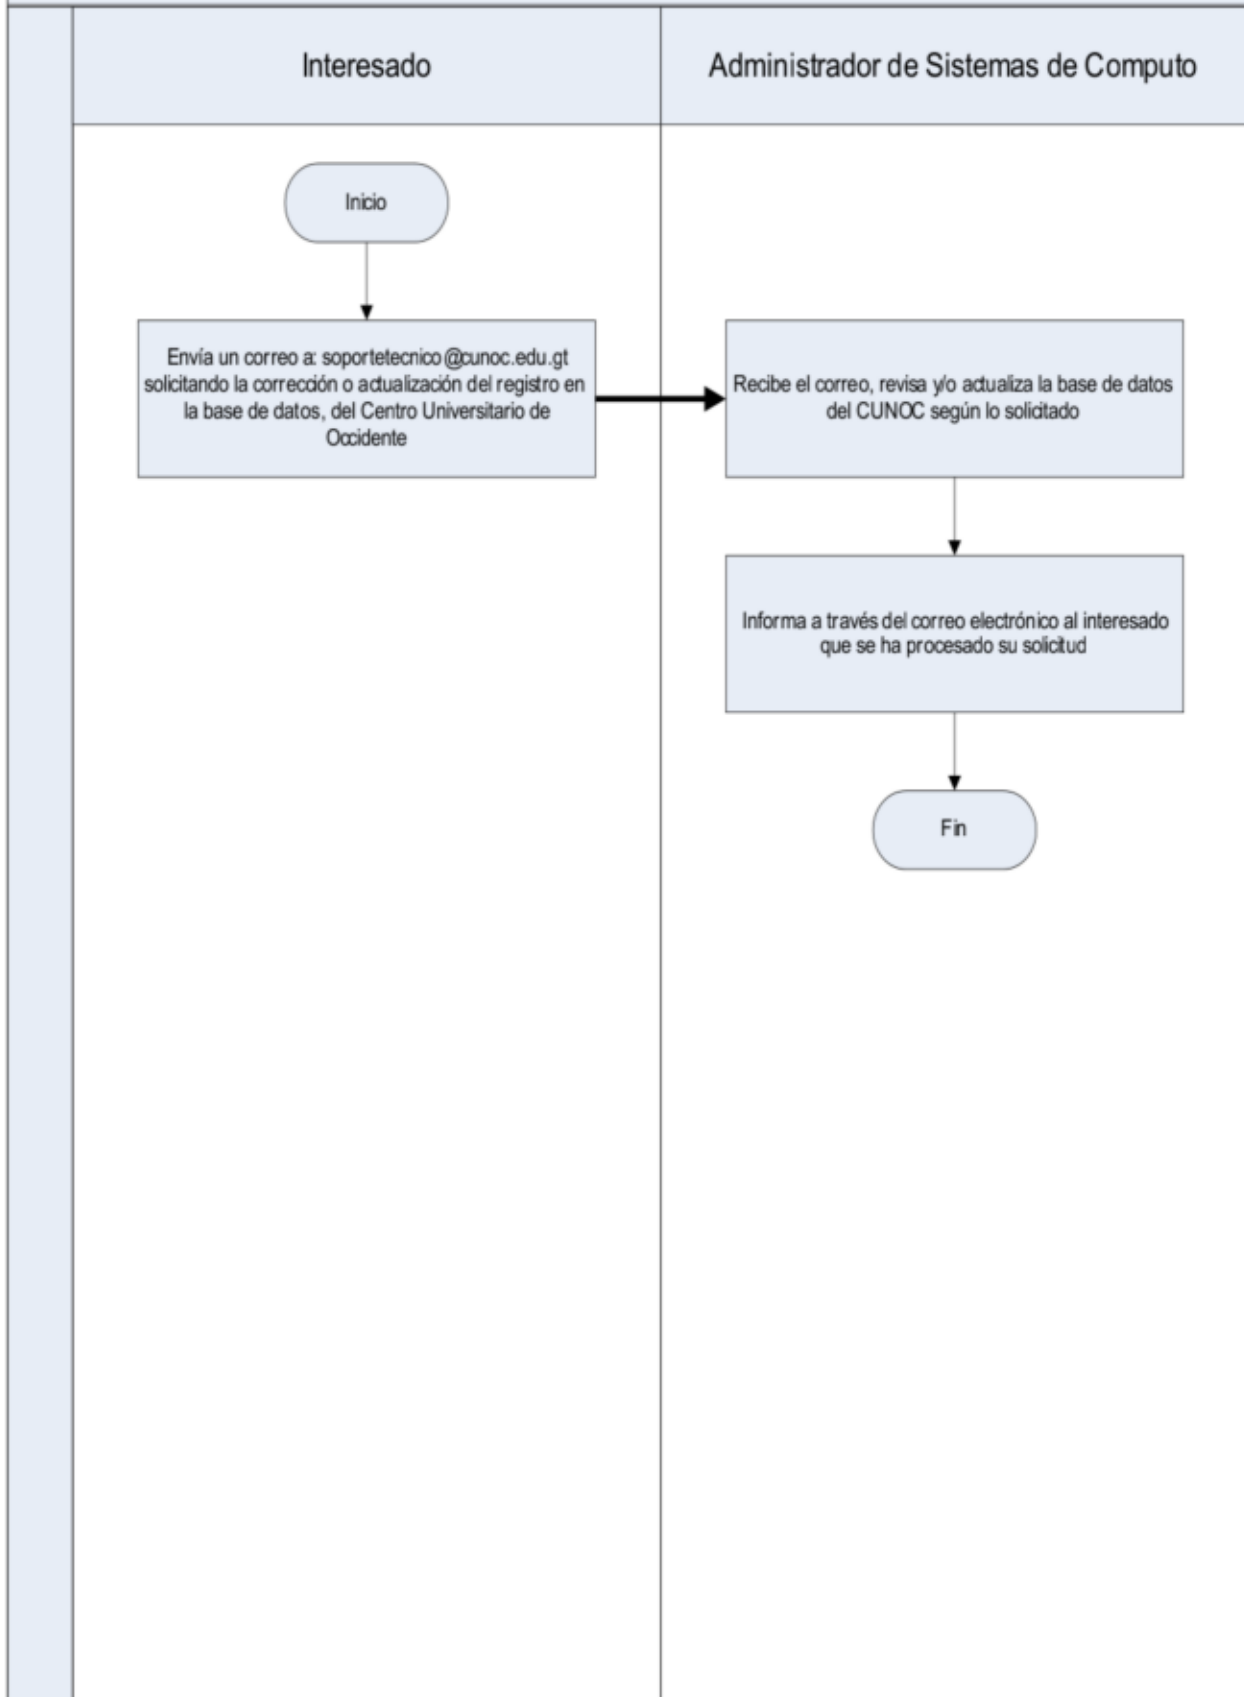 Interesado
Administrador de Sistemas de Computo
Inicio
Envía un correo a: soportetecnico@cunoc.edu.gt
solicitando la corrección o actualización del registro en
la base de datos, del Centro Universitario de
Occidente
Recibe el correo, revisa y/o actualiza la base de datos
del CUNOC según lo solicitado
Informa a través del correo electrónico al interesado
que se ha procesado su solicitud
Fin